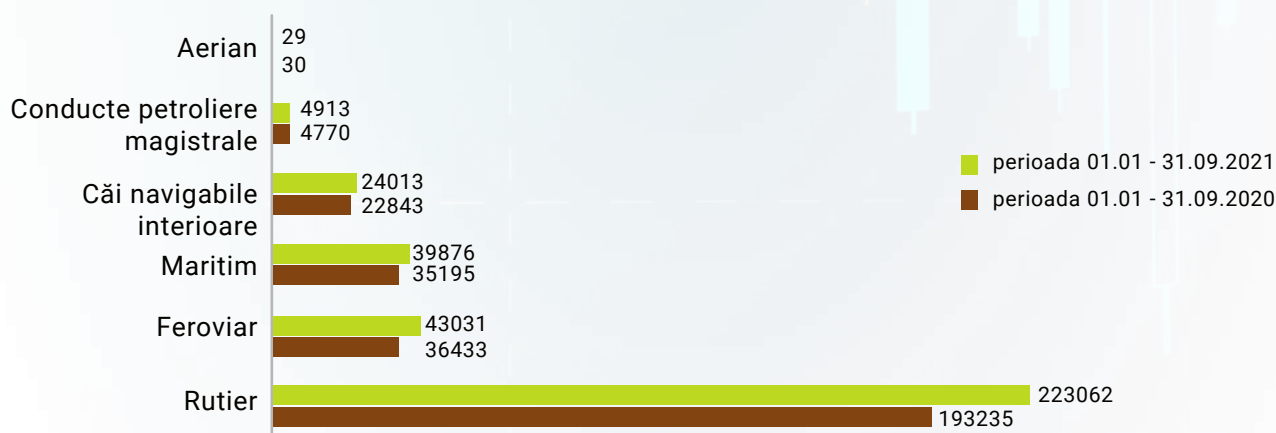 Aerian
29
30
Conducte petroliere
magistrale
4913
4770
Căi navigabile
interioare
24013
22843
Maritim
39876
35195
Feroviar
43031
36433
Rutier
223062
193235
perioada 01.01 - 31.09.2021
perioada 01.01 - 31.09.2020